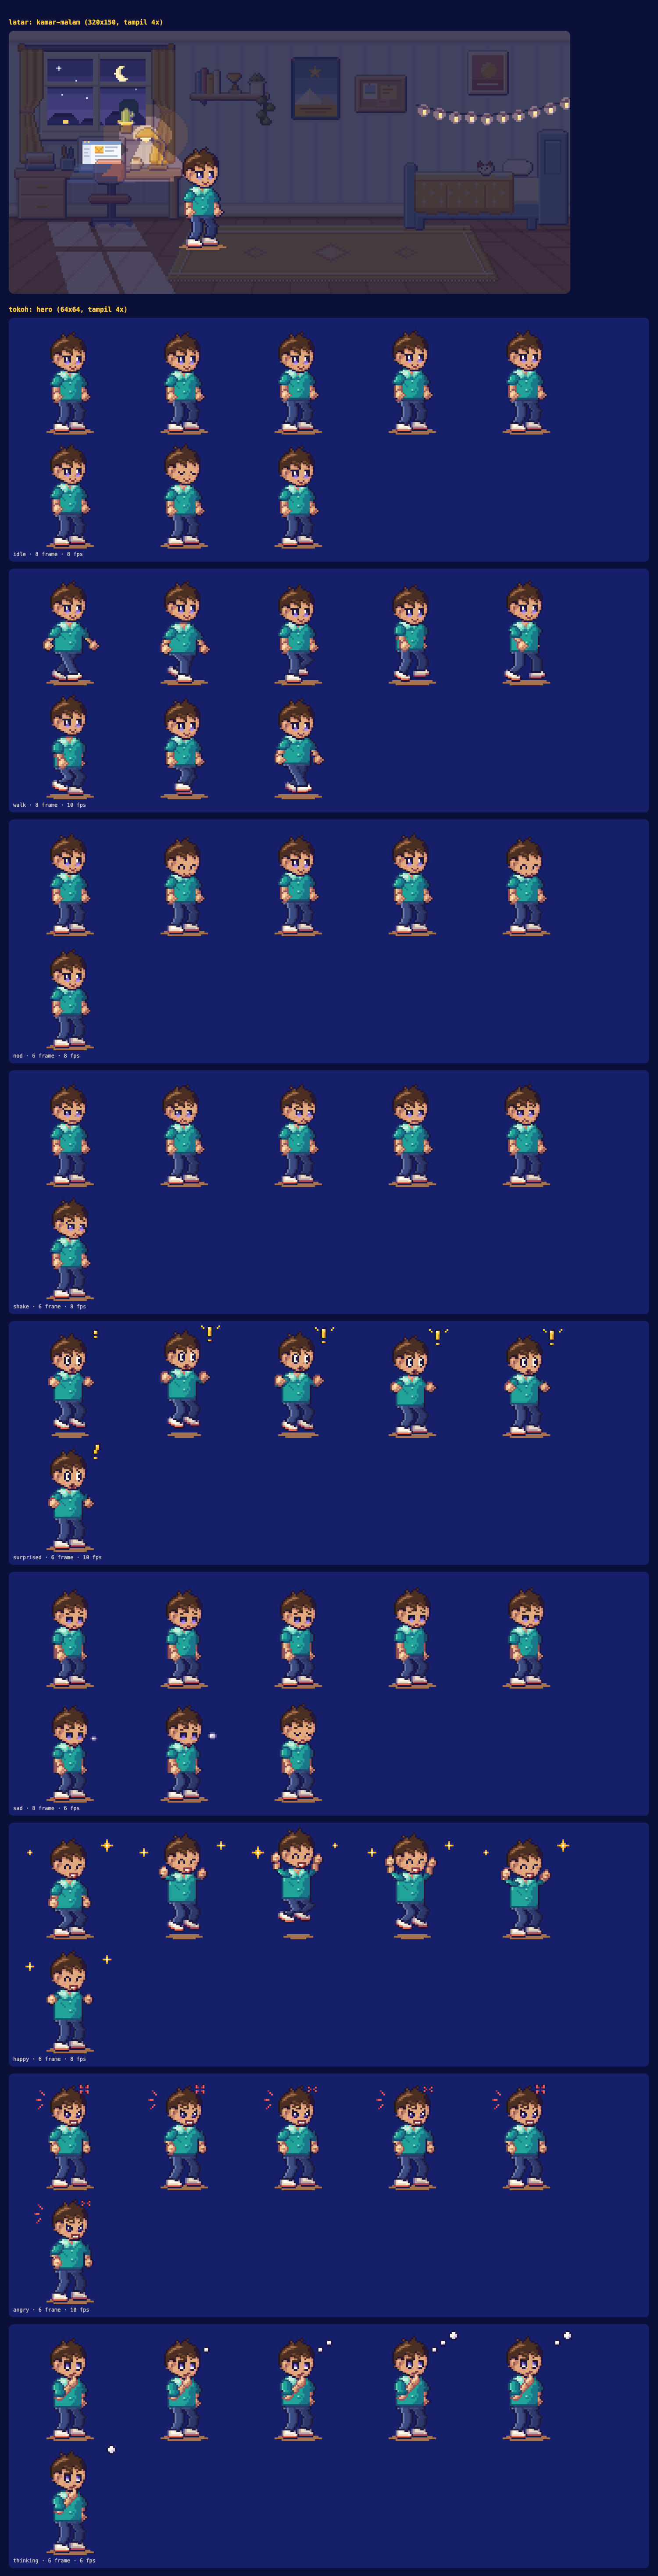 latar: kamar-malam (320x150, tampil 4x)
tokoh: hero (64x64, tampil 4x)
idle · 8 frame · 8 fps
walk · 8 frame · 10 fps
nod · 6 frame · 8 fps
shake · 6 frame · 8 fps
surprised · 6 frame · 10 fps
sad · 8 frame · 6 fps
happy · 6 frame · 8 fps
angry · 6 frame · 10 fps
thinking · 6 frame · 6 fps